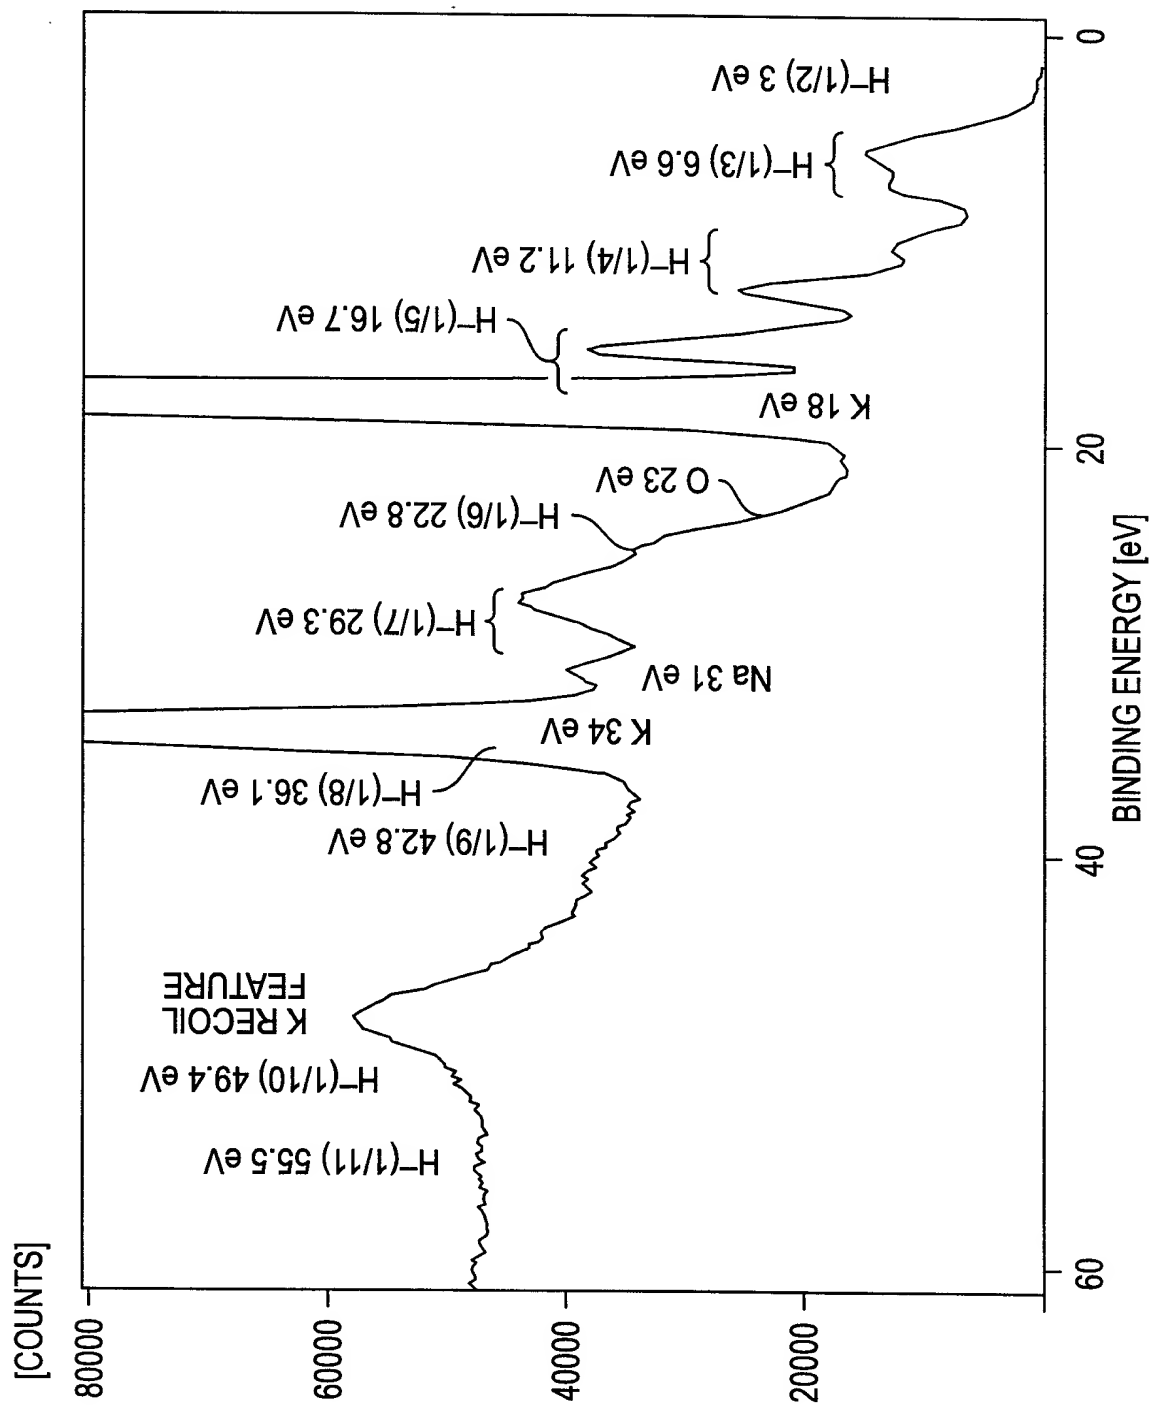 [COUNTS]
80000
60000
40000
20000
H–(1/11) 55.5 eV
H–(1/10) 49.4 eV
K RECOIL
FEATURE
H–(1/9) 42.8 eV
H–(1/8) 36.1 eV
K 34 eV
Na 31 eV
H–(1/7) 29.3 eV
H–(1/6) 22.8 eV
O 23 eV
K 18 eV
H–(1/5) 16.7 eV
H–(1/4) 11.2 eV
H–(1/3) 6.6 eV
H–(1/2) 3 eV
60
40
20
0
BINDING ENERGY [eV]